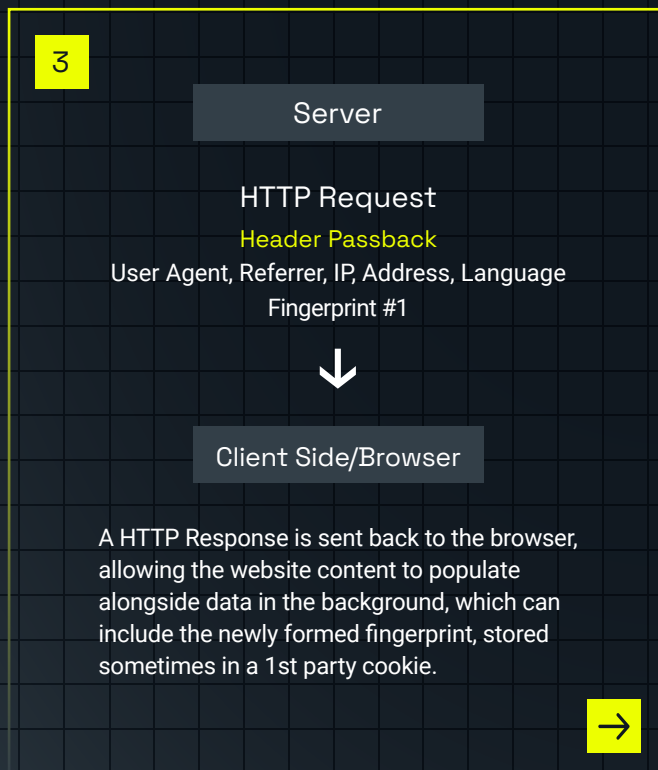 3
Server
HTTP Request
Header Passback
User Agent, Referrer, IP, Address, Language
Fingerprint #1
Client Side/Browser
A HTTP Response is sent back to the browser,
allowing the website content to populate
alongside data in the background, which can
include the newly formed fingerprint, stored
sometimes in a 1st party cookie.